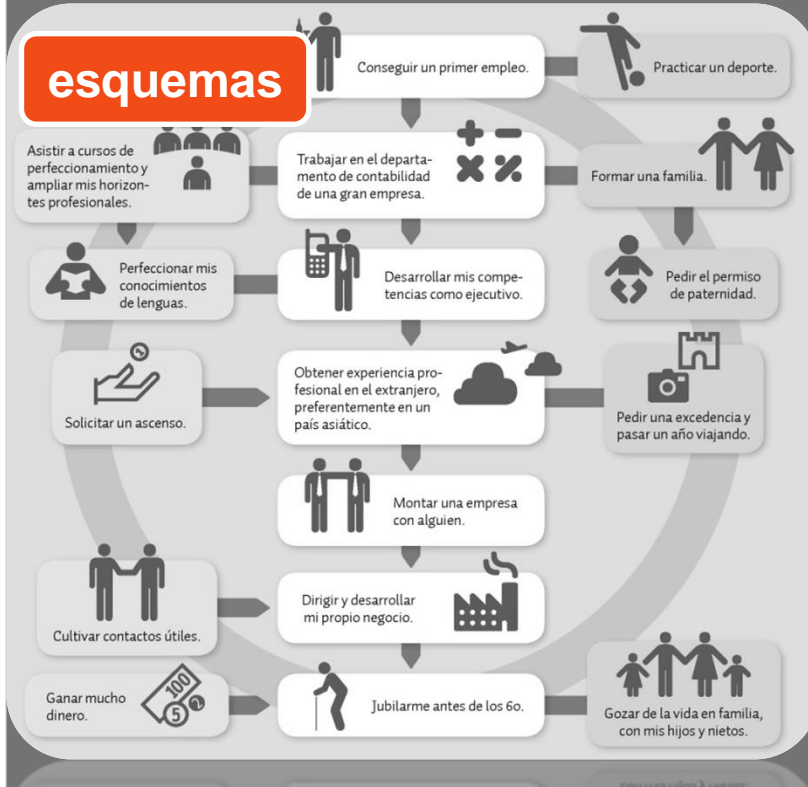 esquemas
Conseguir un primer empleo.
Practicar un deporte.
Asistir a cursos de
perfeccionamiento y
ampliar mis horizon-
tes profesionales.
Trabajar en el departa-
mento de contabilidad
de una gran empresa.
Formar una familia.
Perfeccionar mis
conocimientos
de lenguas.
Desarrollar mis compe-
tencias como ejecutivo.
Pedir el permiso
de paternidad.
Solicitar un ascenso.
Obtener experiencia pro-
fesional en el extranjero,
preferentemente en un
país asiático.
Pedir una excedencia y
pasar un año viajando.
Montar una empresa
con alguien.
Cultivar contactos útiles.
Dirigir y desarrollar
mi propio negocio.
Ganar mucho
dinero.
100
5
2
Jubilarme antes de los 60.
Gozar de la vida en familia,
con mis hijos y nietos.